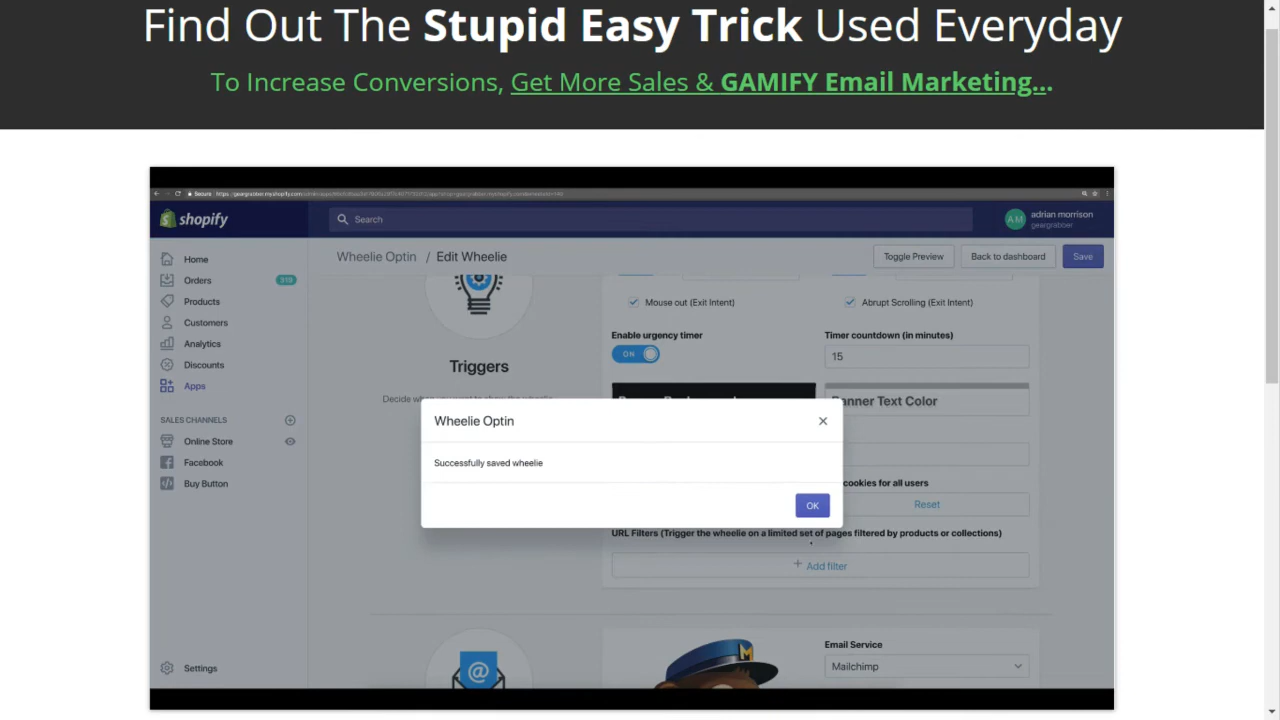 Find Out The Stupid Easy Trick Used Everyday
To Increase Conversions, Get More Sales & GAMIFY Email Marketing...
Secure
shopify
Search
AM
adrian morrison
geargrabber
Home
Orders
Products
Customers
Analytics
Discounts
Apps
SALES CHANNELS
Online Store
Facebook
Buy Button
Settings
Wheelie Optin / Edit Wheelie
Toggle Preview
Back to dashboard
Save
Mouse out (Exit Intent)
Abrupt Scrolling (Exit Intent)
Enable urgency timer
ON
Timer countdown (in minutes)
15
Triggers
Banner Text Color
Wheelie Optin
Successfully saved wheelie
OK
cookies for all users
Reset
URL Filters (Trigger the wheelie on a limited set of pages filtered by products or collections)
Add filter
Email Service
Mailchimp